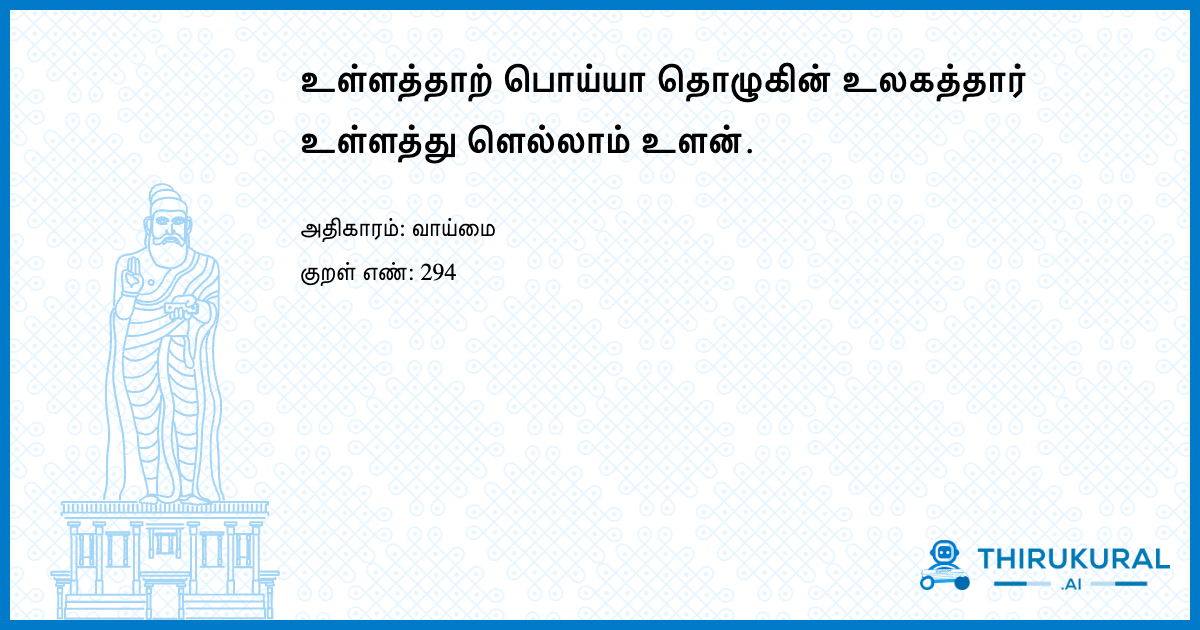 உள்ளத்தாற் பொய்யா தொழுகின் உலகத்தார்
உள்ளத்து ளெல்லாம் உளன்.
அதிகாரம்: வாய்மை
குறள் எண்: 294
THIRUKURAL
.AI